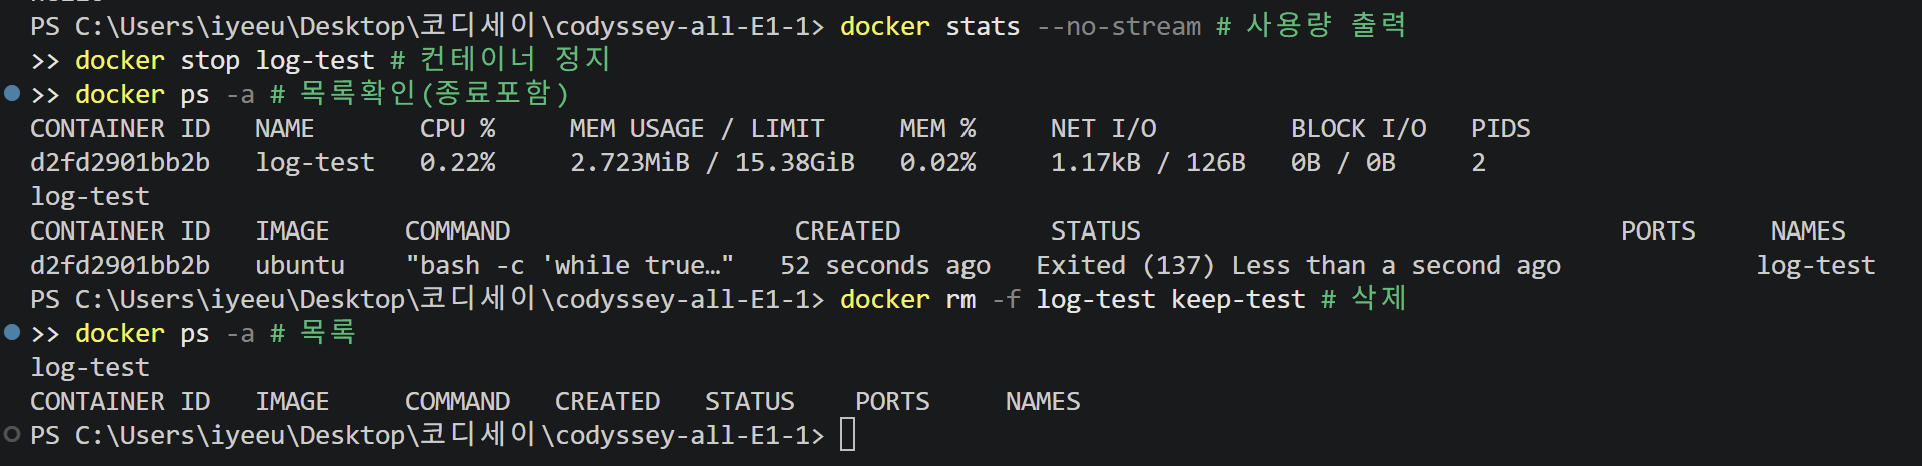 PS C:\Users\iyeeu\Desktop\코디세이\codyssey-all-E1-1> docker stats --no-stream # 사용량 출력
>> docker stop log-test # 컨테이너 정지
>> docker ps -a # 목록확인(종료포함)
CONTAINER ID   NAME       CPU %     MEM USAGE / LIMIT     MEM %     NET I/O         BLOCK I/O   PIDS
d2fd2901bb2b   log-test   0.22%     2.723MiB / 15.38GiB   0.02%     1.17kB / 126B   0B / 0B     2
log-test
CONTAINER ID   IMAGE     COMMAND                   CREATED          STATUS                                PORTS     NAMES
d2fd2901bb2b   ubuntu    "bash -c 'while true…"   52 seconds ago   Exited (137) Less than a second ago             log-test
PS C:\Users\iyeeu\Desktop\코디세이\codyssey-all-E1-1> docker rm -f log-test keep-test # 삭제
>> docker ps -a # 목록
log-test
CONTAINER ID   IMAGE     COMMAND   CREATED   STATUS    PORTS     NAMES
PS C:\Users\iyeeu\Desktop\코디세이\codyssey-all-E1-1>